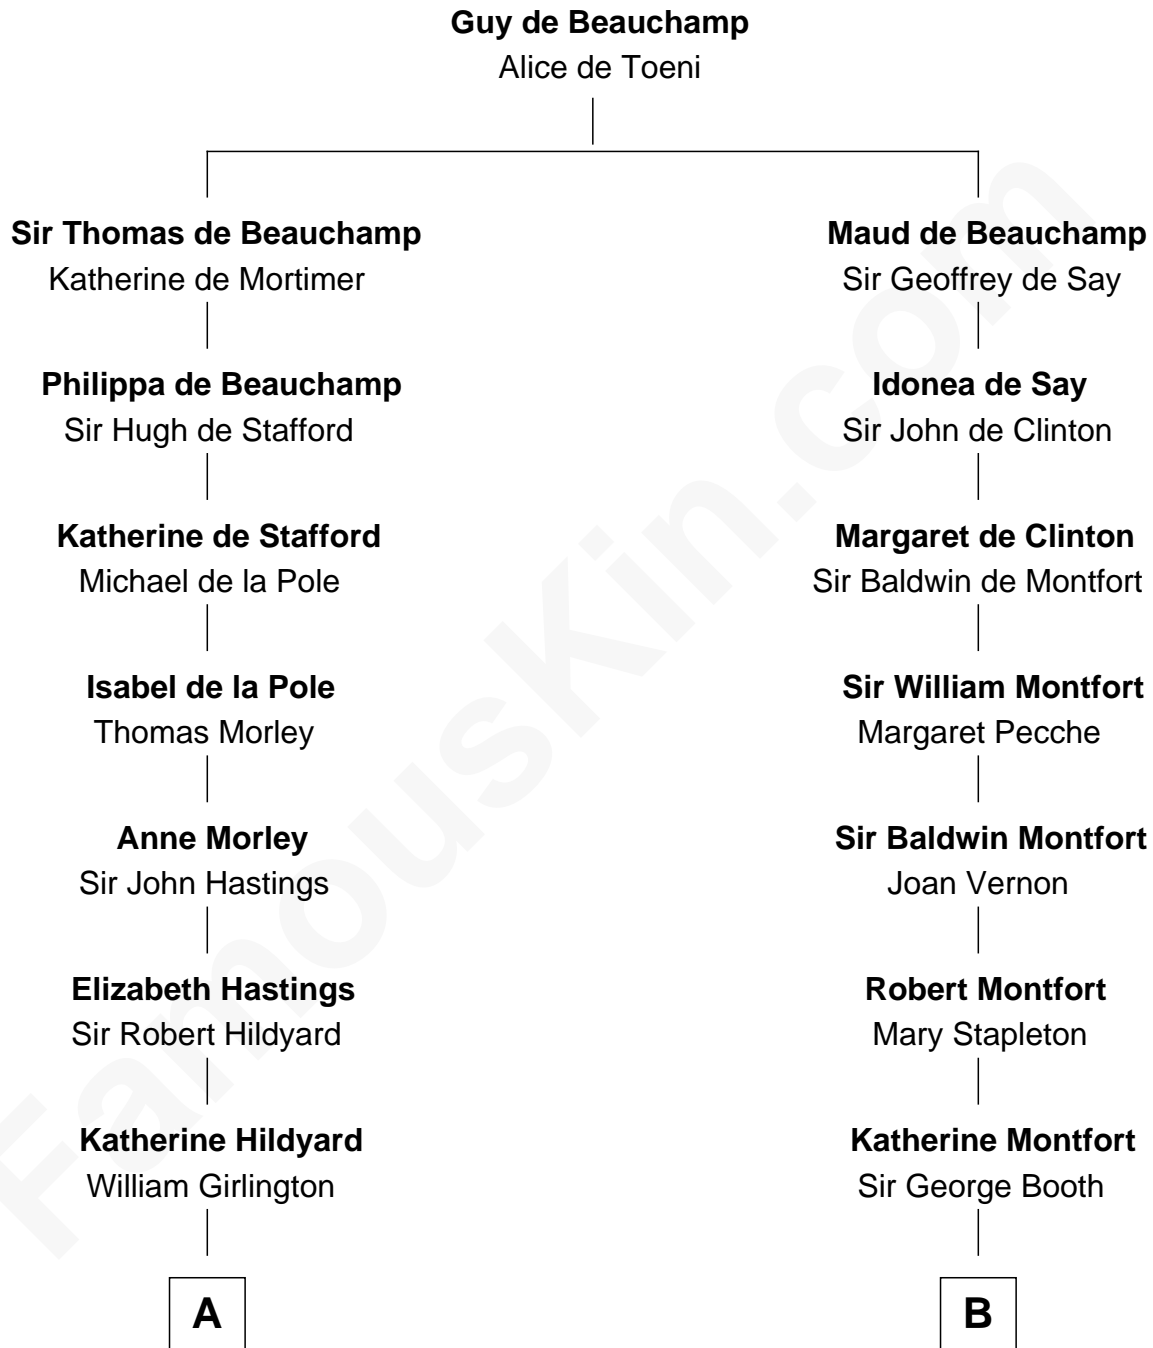 Guy de Beauchamp
Alice de Toeni
Sir Thomas de Beauchamp
Katherine de Mortimer
Maud de Beauchamp
Sir Geoffrey de Say
Philippa de Beauchamp
Sir Hugh de Stafford
Idonea de Say
Sir John de Clinton
Katherine de Stafford
Michael de la Pole
Margaret de Clinton
Sir Baldwin de Montfort
Isabel de la Pole
Thomas Morley
Sir William Montfort
Margaret Pecche
Anne Morley
Sir John Hastings
Sir Baldwin Montfort
Joan Vernon
Elizabeth Hastings
Sir Robert Hildyard
Robert Montfort
Mary Stapleton
Katherine Hildyard
William Girlington
Katherine Montfort
Sir George Booth
A
B
FamousKin.com